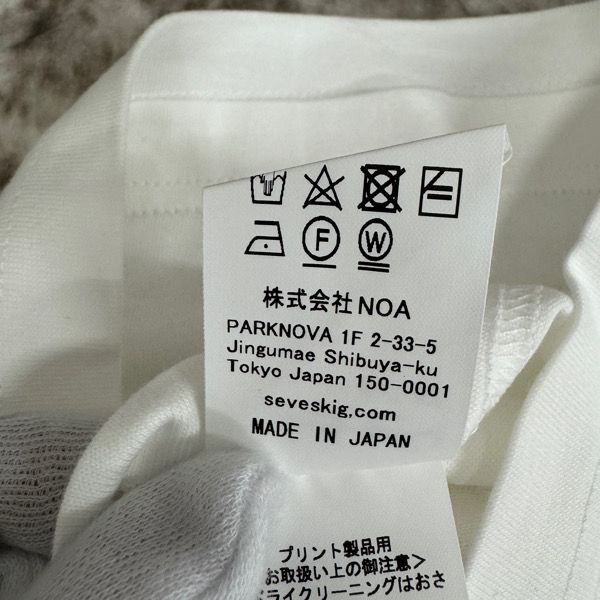 F
W
株式会社NOA
PARKNOVA 1F 2-33-5
Jingumae Shibuya-ku
Tokyo Japan 150-0001
seveskig.com
MADE IN JAPAN
プリント製品用
お取扱い上の御注意>
ライクリーニングはおさ